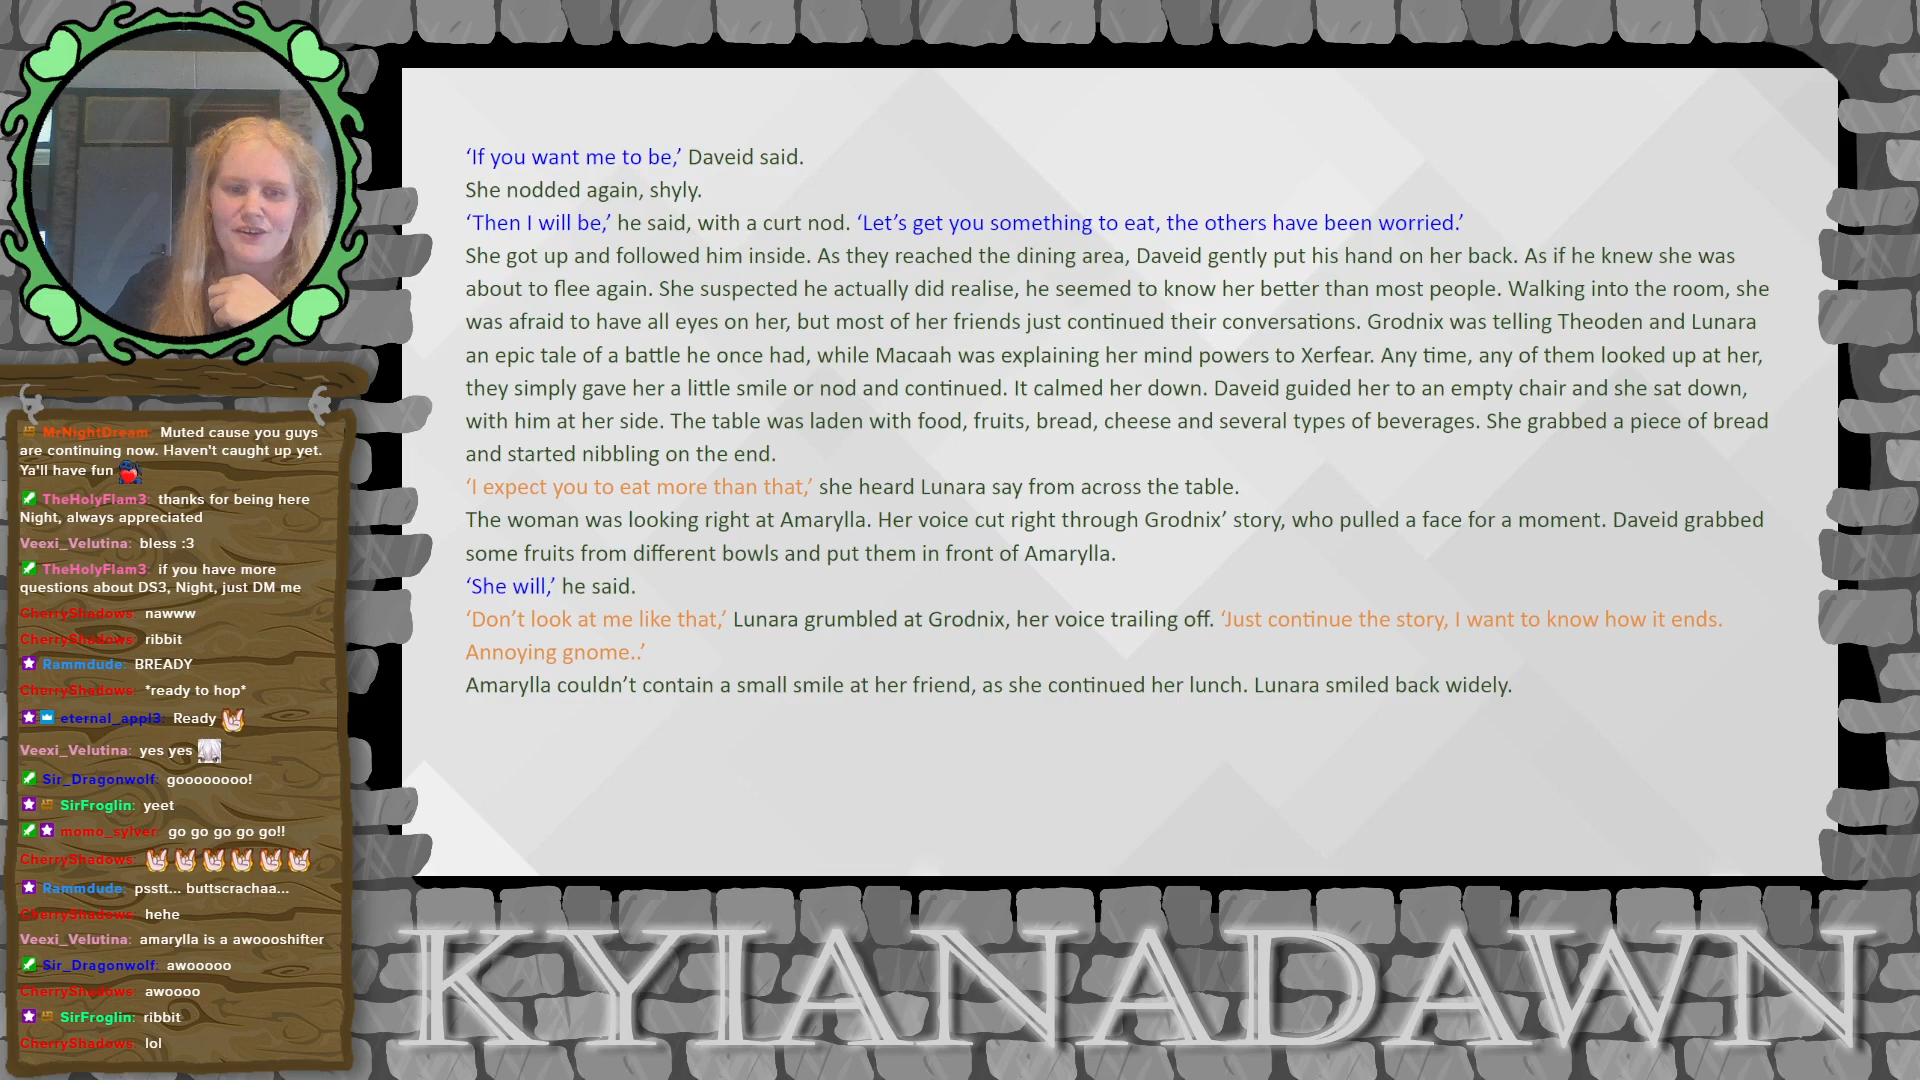 ‘If you want me to be,’ Daveid said.
She nodded again, shyly.
‘Then I will be,’ he said, with a curt nod. ‘Let’s get you something to eat, the others have been worried.’
She got up and followed him inside. As they reached the dining area, Daveid gently put his hand on her back. As if he knew she was
about to flee again. She suspected he actually did realise, he seemed to know her better than most people. Walking into the room, she
was afraid to have all eyes on her, but most of her friends just continued their conversations. Grodnix was telling Theoden and Lunara
an epic tale of a battle he once had, while Macaah was explaining her mind powers to Xerfear. Any time, any of them looked up at her,
they simply gave her a little smile or nod and continued. It calmed her down. Daveid guided her to an empty chair and she sat down,
with him at her side. The table was laden with food, fruits, bread, cheese and several types of beverages. She grabbed a piece of bread
and started nibbling on the end.
‘I expect you to eat more than that,’ she heard Lunara say from across the table.
The woman was looking right at Amarylla. Her voice cut right through Grodnix’ story, who pulled a face for a moment. Daveid grabbed
some fruits from different bowls and put them in front of Amarylla.
‘She will,’ he said.
‘Don’t look at me like that,’ Lunara grumbled at Grodnix, her voice trailing off. ‘Just continue the story, I want to know how it ends.
Annoying gnome..’
Amarylla couldn’t contain a small smile at her friend, as she continued her lunch. Lunara smiled back widely.
MrNightDream: Muted cause you guys
are continuing now. Haven't caught up yet.
Ya'll have fun
TheHolyFlam3: thanks for being here
Night, always appreciated
Veexi_Velutina: bless :3
TheHolyFlam3: if you have more
questions about DS3, Night, just DM me
CherryShadows: nawww
CherryShadows: ribbit
Rammdude: BREADY
CherryShadows: *ready to hop*
eternal_appl3: Ready
Veexi_Velutina: yes yes
Sir_Dragonwolf: goooooooo!
SirFroglin: yeet
momo_sylver: go go go go go!!
CherryShadows:
Rammdude: psstt... buttscrachaa...
CherryShadows: hehe
Veexi_Velutina: amarylla is a awoooshifter
Sir_Dragonwolf: awooooo
CherryShadows: awoooo
SirFroglin: ribbit
CherryShadows: lol
KYIANADAWN